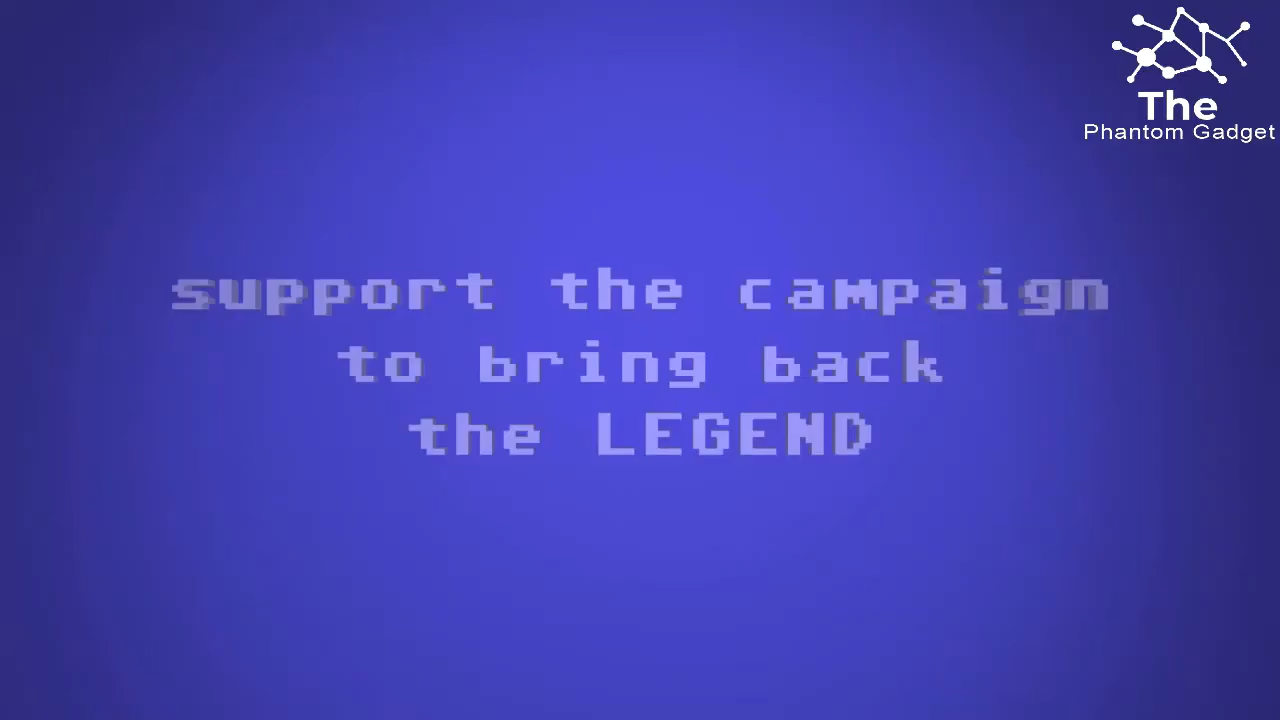 The
Phantom Gadget
support the campaign
to bring back
the LEGEND